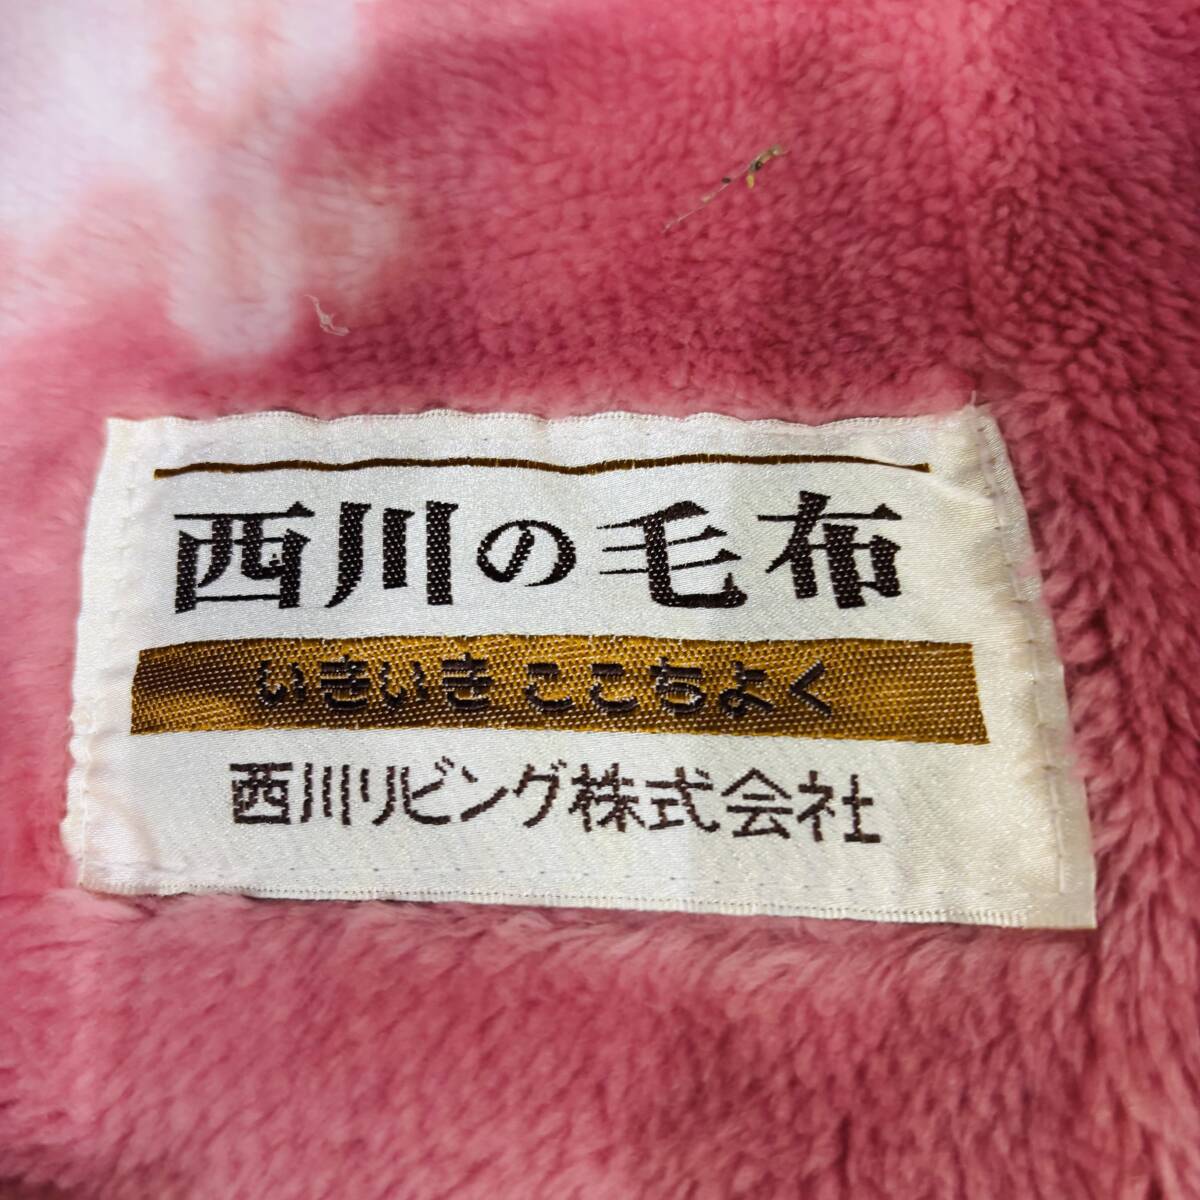 西川の毛布
いきいき ここちよく
西川リビング株式会社